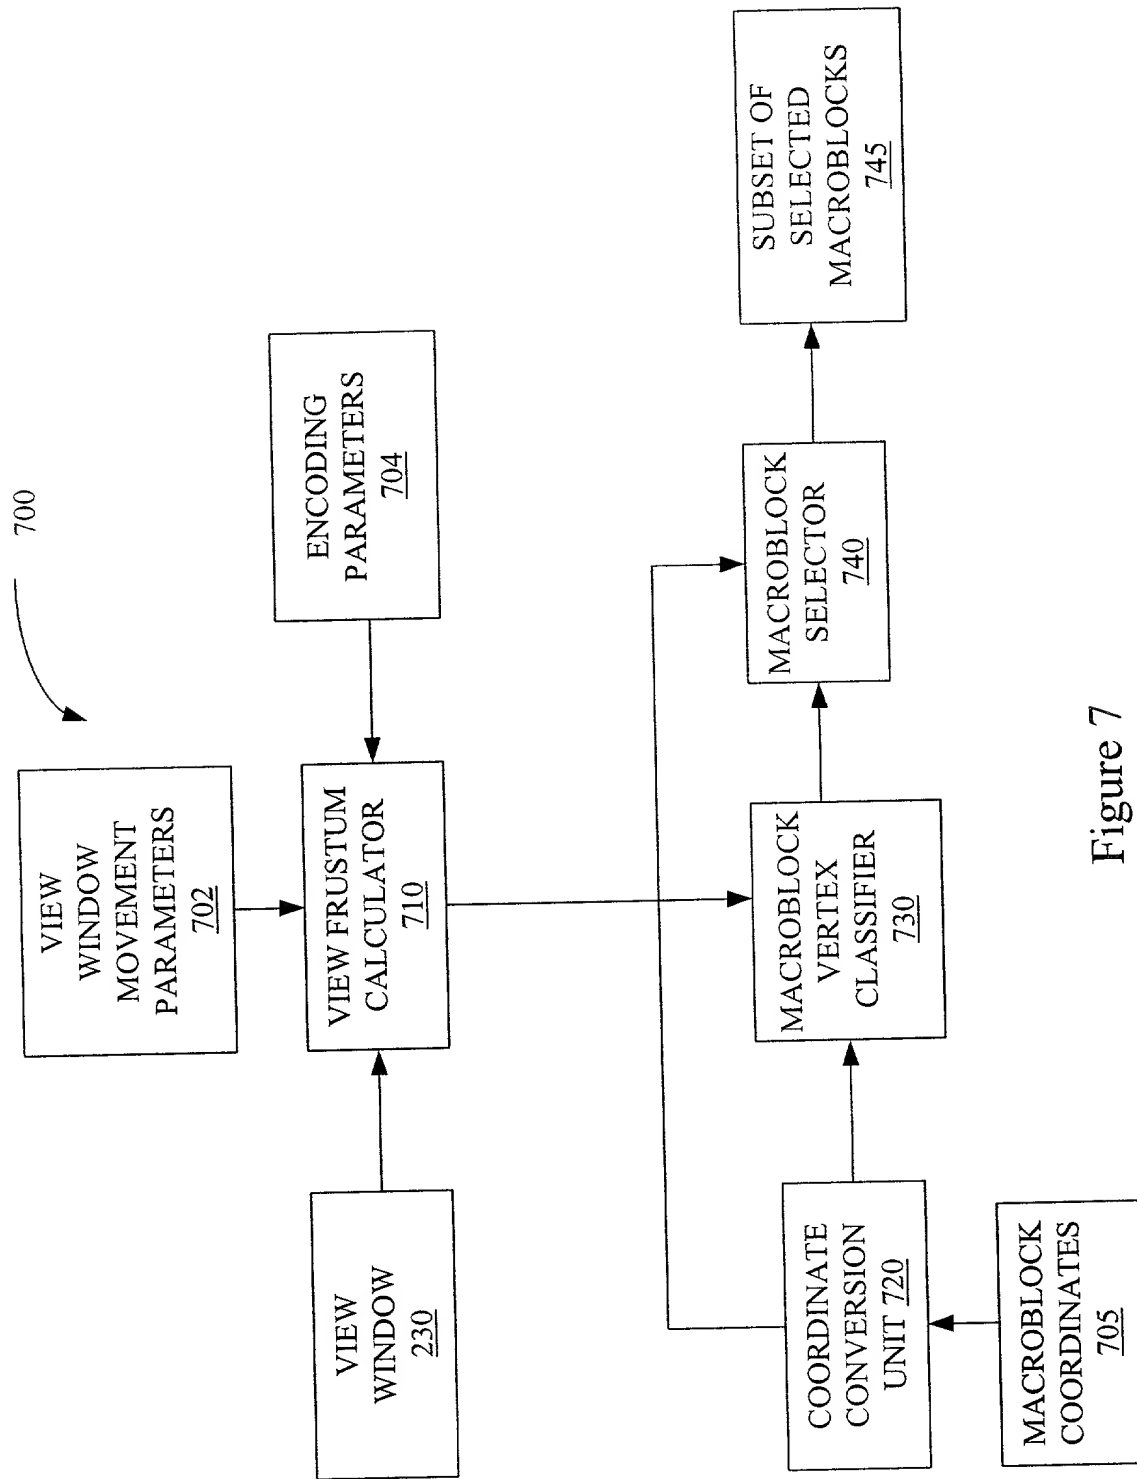 700
VIEW
WINDOW
MOVEMENT
PARAMETERS
702
VIEW
WINDOW
230
VIEW FRUSTUM
CALCULATOR
710
ENCODING
PARAMETERS
704
COORDINATE
CONVERSION
UNIT 720
MACROBLOCK
VERTEX
CLASSIFIER
730
MACROBLOCK
SELECTOR
740
SUBSET OF
SELECTED
MACROBLOCKS
745
MACROBLOCK
COORDINATES
705
Figure 7